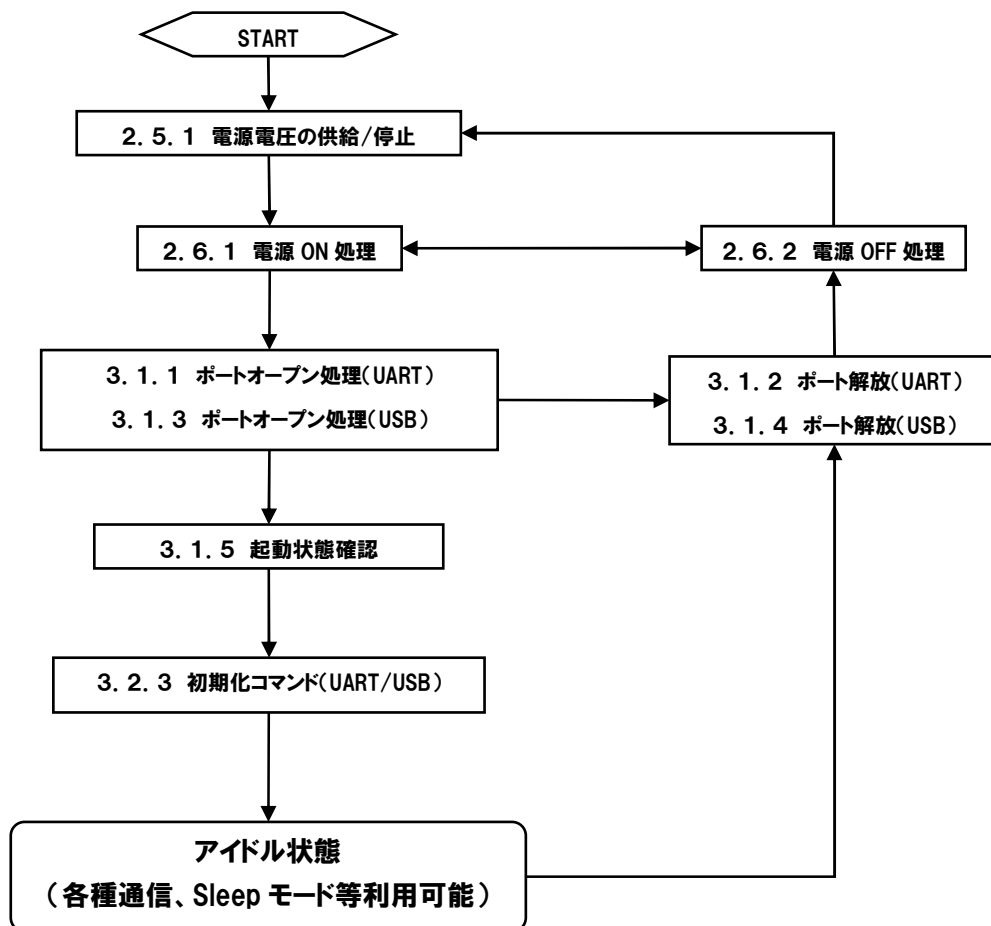 START
2.5.1 電源電圧の供給/停止
2.6.1 電源 ON 処理
2.6.2 電源 OFF 処理
3.1.1 ポートオープン処理(UART)
3.1.3 ポートオープン処理(USB)
3.1.2 ポート解放(UART)
3.1.4 ポート解放(USB)
3.1.5 起動状態確認
3.2.3 初期化コマンド(UART/USB)
アイドル状態
(各種通信、Sleep モード等利用可能)